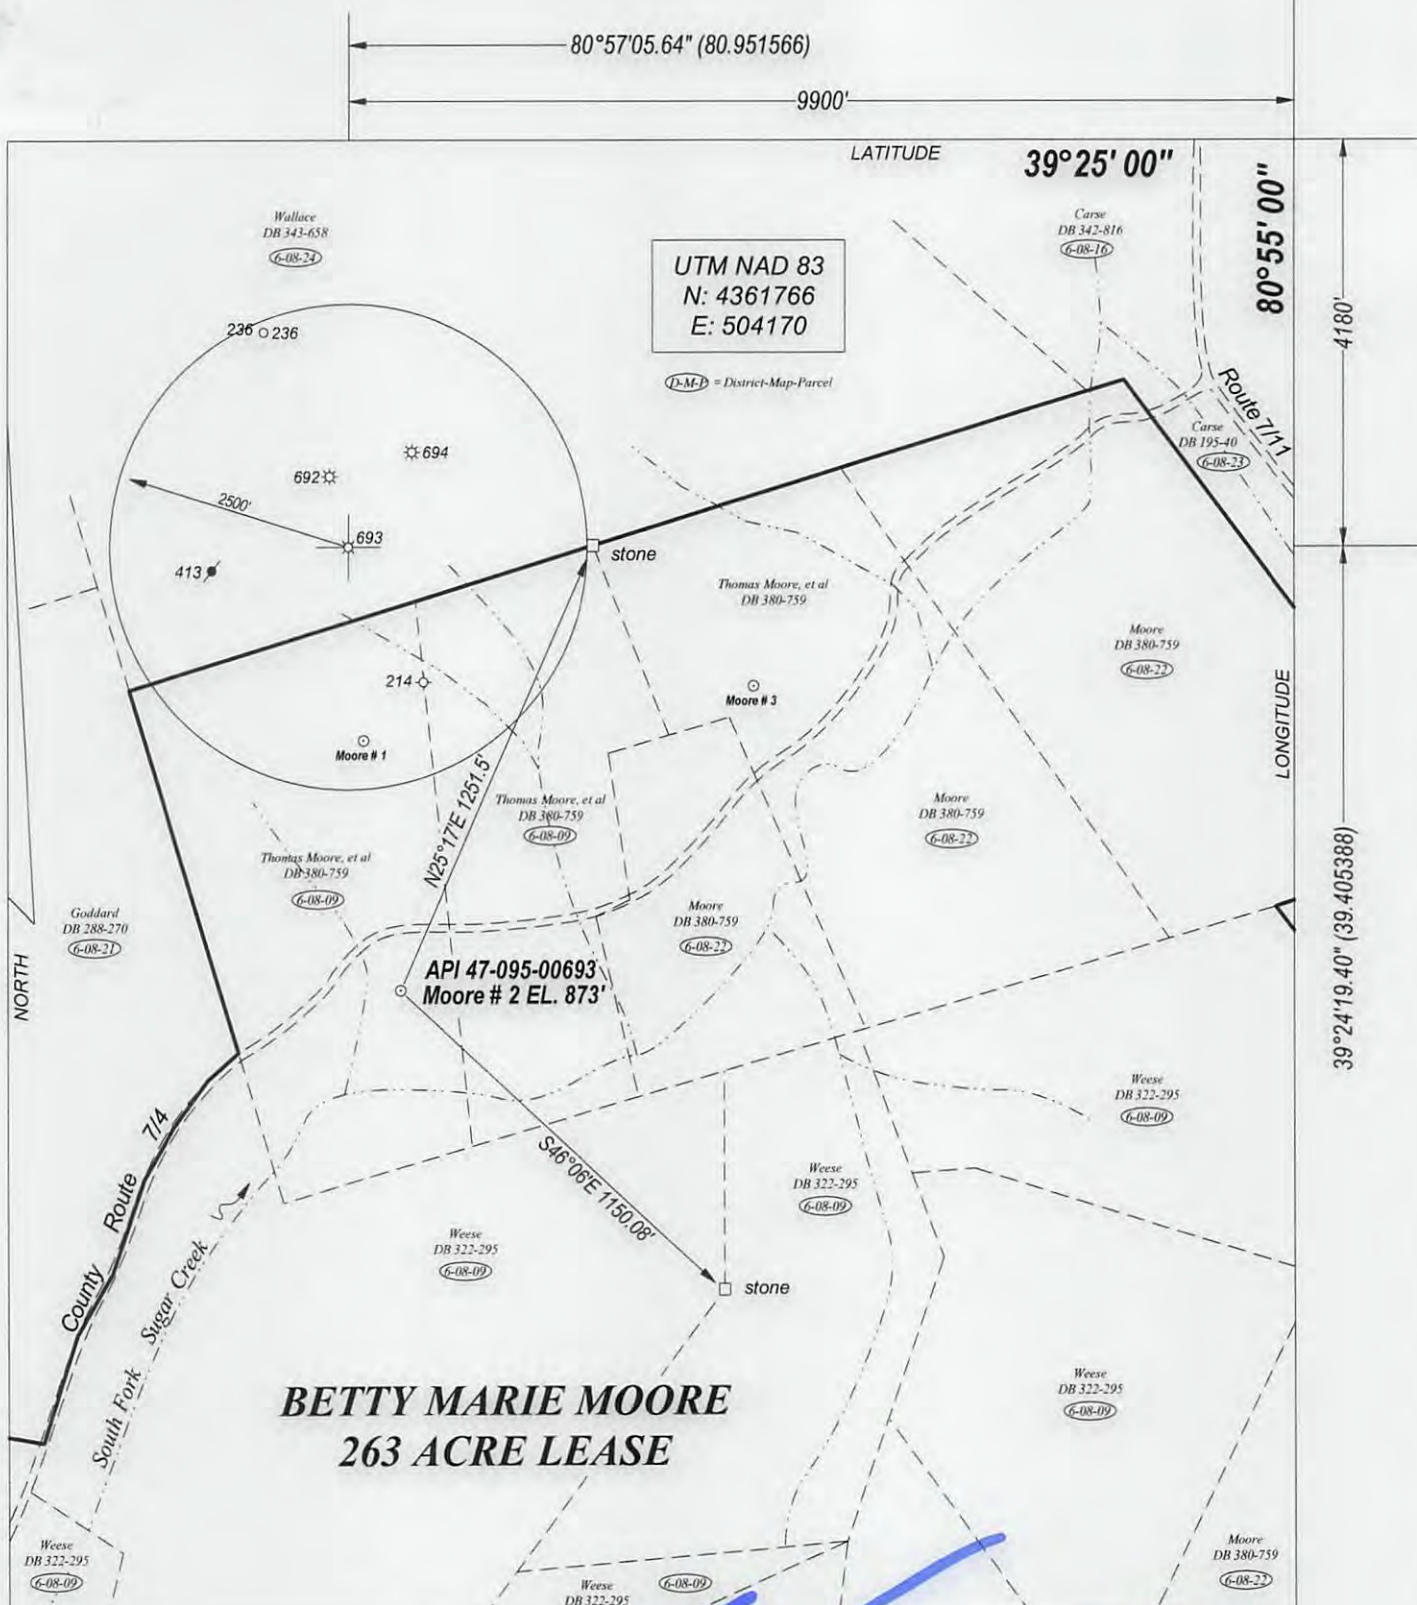 80°57'05.64" (80.951566)
9900'
LATITUDE
39°25' 00"
80°55' 00"
4180'
Wallace
DB 343-658
6-08-24
Carse
DB 342-816
6-08-16
UTM NAD 83
N: 4361766
E: 504170
D-M-P = District-Map-Parcel
236 236
Route 7/11
Carse
DB 195-40
6-08-23
694
692
2500'
693
413
stone
Thomas Moore, et al
DB 380-759
Moore
DB 380-759
6-08-22
214
Moore # 3
Moore # 1
LONGITUDE
N25°17'E 1251.5'
Thomas Moore, et al
DB 380-759
6-08-09
Moore
DB 380-759
6-08-22
Thomas Moore, et al
DB 380-759
6-08-09
Moore
DB 380-759
6-08-22
Goddard
DB 288-270
6-08-21
NORTH
39°24'19.40" (39.405388)
API 47-095-00693
Moore # 2 EL. 873'
Weese
DB 322-295
6-08-09
County Route 7/4
S46°06'E 1150.08'
Weese
DB 322-295
6-08-09
Weese
DB 322-295
6-08-09
South Fork Sugar Creek
stone
BETTY MARIE MOORE
263 ACRE LEASE
Weese
DB 322-295
6-08-09
Weese
DB 322-295
6-08-09
Moore
DB 380-759
6-08-22
Weese
DB 322-295
6-08-09